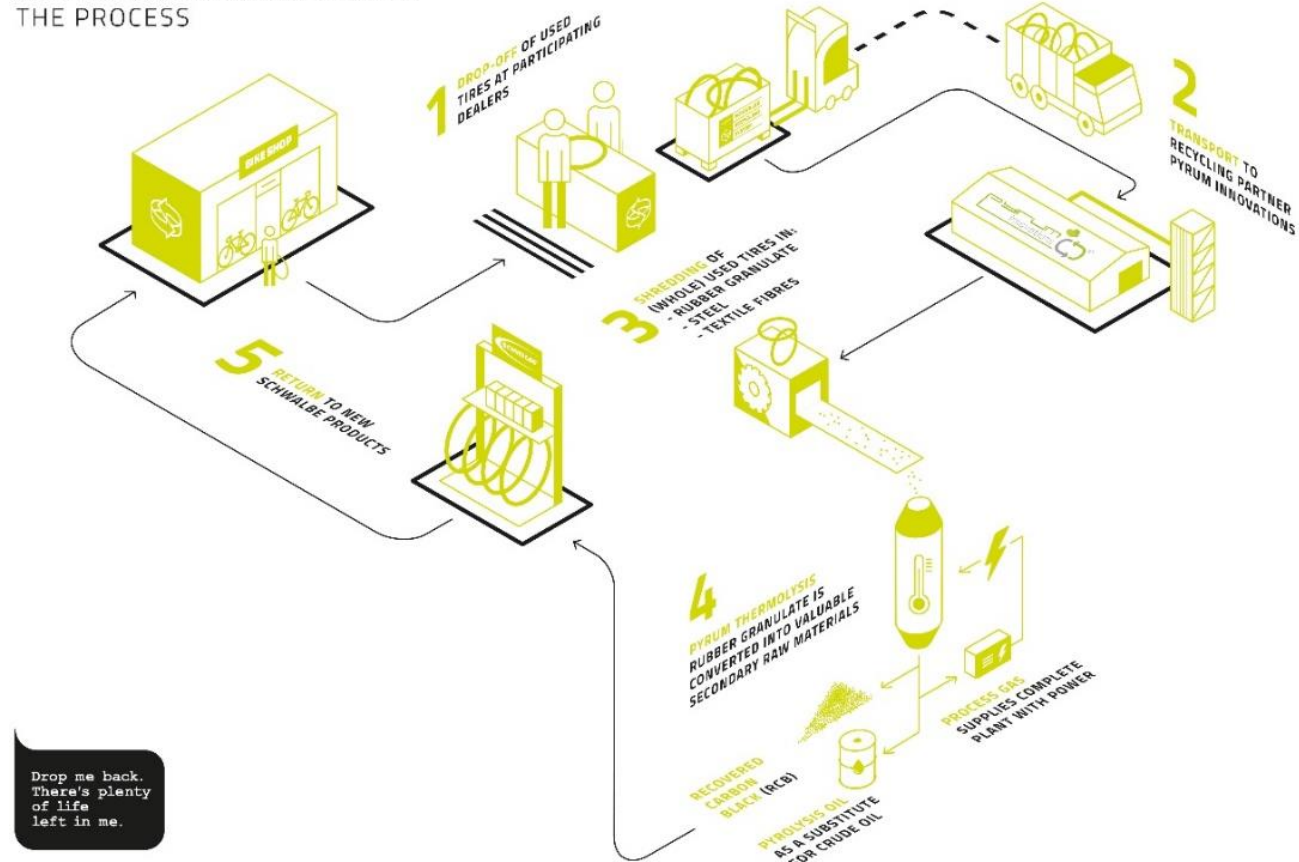 THE PROCESS
BIKE SHOP
1
DROP-OFF OF USED
TIRES AT PARTICIPATING
DEALERS
2
TRANSPORT TO
RECYCLING PARTNER
PYRUM INNOVATIONS
3
SHREDDING OF
(WHOLE) USED TIRES IN:
- RUBBER GRANULATE
- STEEL
- TEXTILE FIBRES
4
PYRUM THERMOLYSIS
RUBBER GRANULATE IS
CONVERTED INTO VALUABLE
SECONDARY RAW MATERIALS
PROCESS GAS
SUPPLIES COMPLETE
PLANT WITH POWER
RECOVERED
CARBON
BLACK (RCB)
PYROLYSIS OIL
AS A SUBSTITUTE
FOR CRUDE OIL
5
RETURN TO NEW
SCHWALBE PRODUCTS
Drop me back.
There's plenty
of life
left in me.